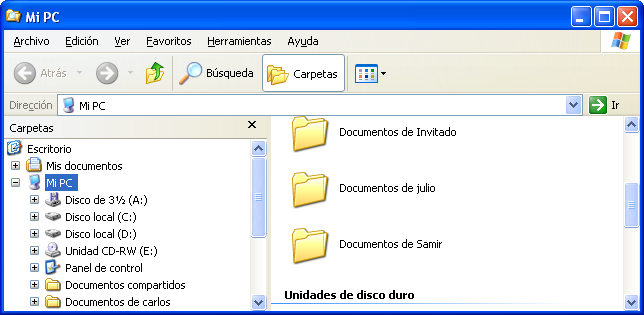 Mi PC
Archivo Edición Ver Favoritos Herramientas Ayuda
Atrás Búsqueda Carpetas
Dirección Mi PC Ir
Carpetas
Escritorio
Mis documentos
Mi PC
Disco de 3½ (A:)
Disco local (C:)
Disco local (D:)
Unidad CD-RW (E:)
Panel de control
Documentos compartidos
Documentos de carlos
Documentos de Invitado
Documentos de julio
Documentos de Samir
Unidades de disco duro